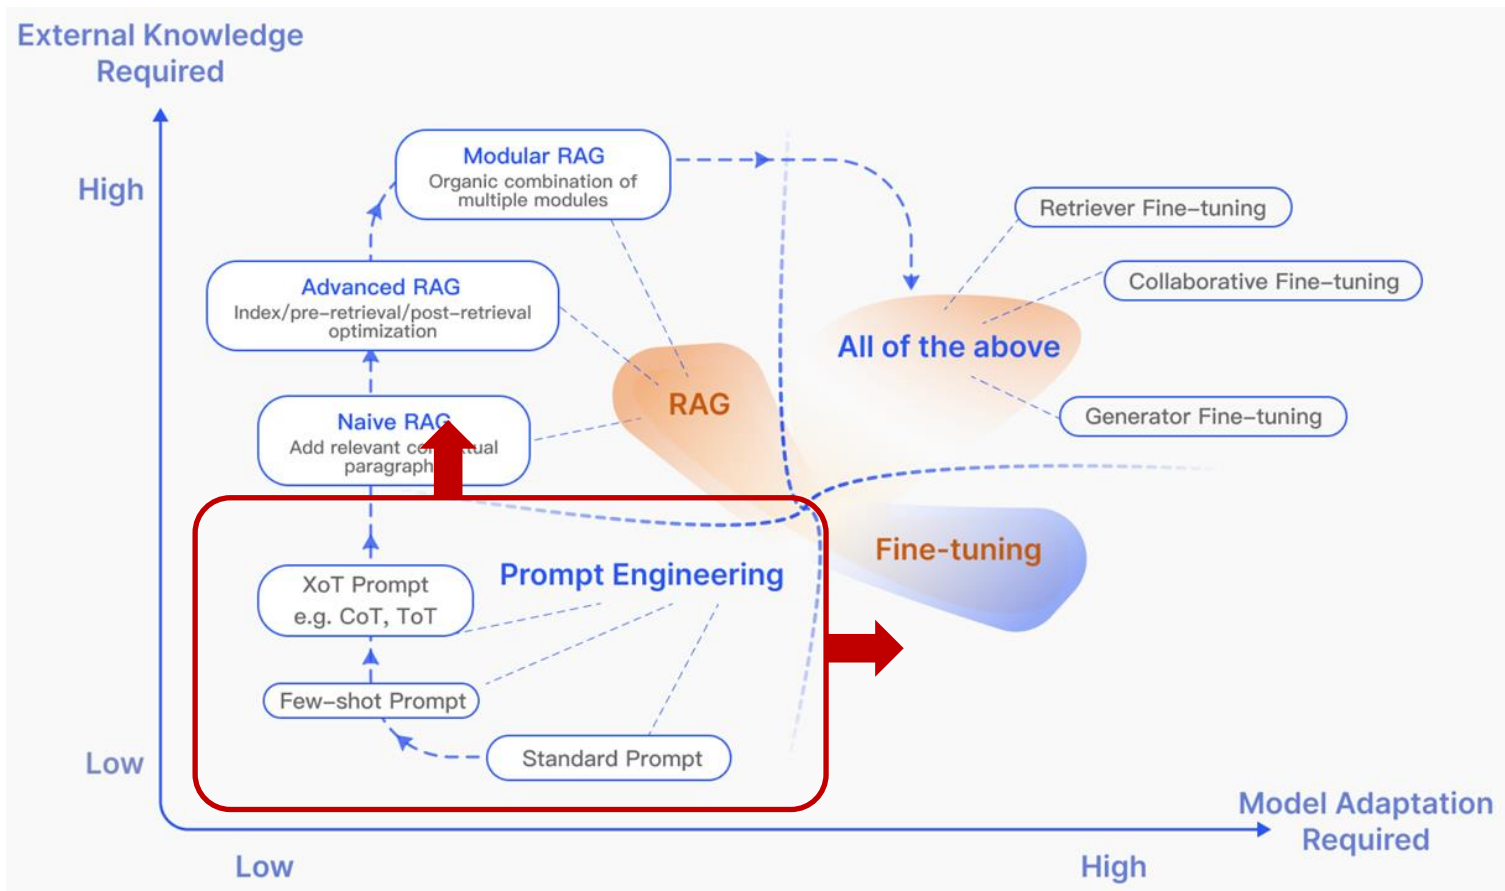 External Knowledge
Required
High
Low
Modular RAG
Organic combination of
multiple modules
Advanced RAG
Index/pre-retrieval/post-retrieval
optimization
Naive RAG
Add relevant
paragraph
XoT Prompt
e.g. CoT, ToT
Few-shot Prompt
Standard Prompt
Prompt Engineering
RAG
Fine-tuning
All of the above
Retriever Fine-tuning
Collaborative Fine-tuning
Generator Fine-tuning
Model Adaptation
Required
Low
High